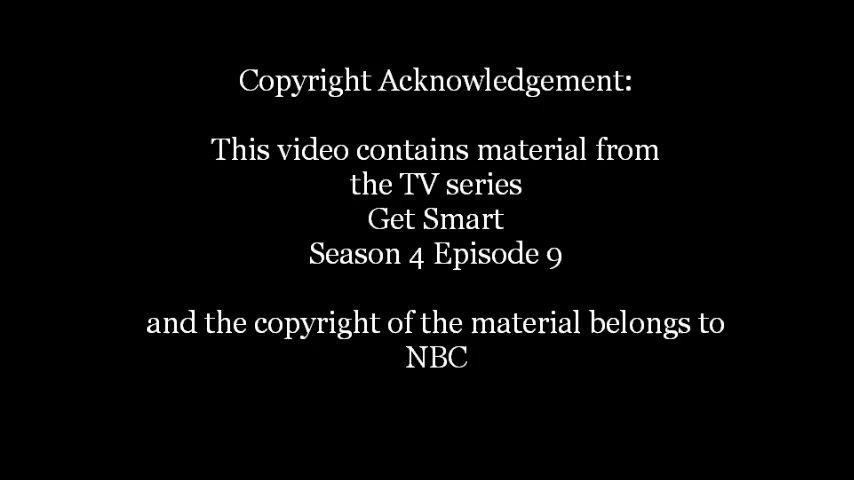 Copyright Acknowledgement:
This video contains material from
the TV series
Get Smart
Season 4 Episode 9
and the copyright of the material belongs to
NBC